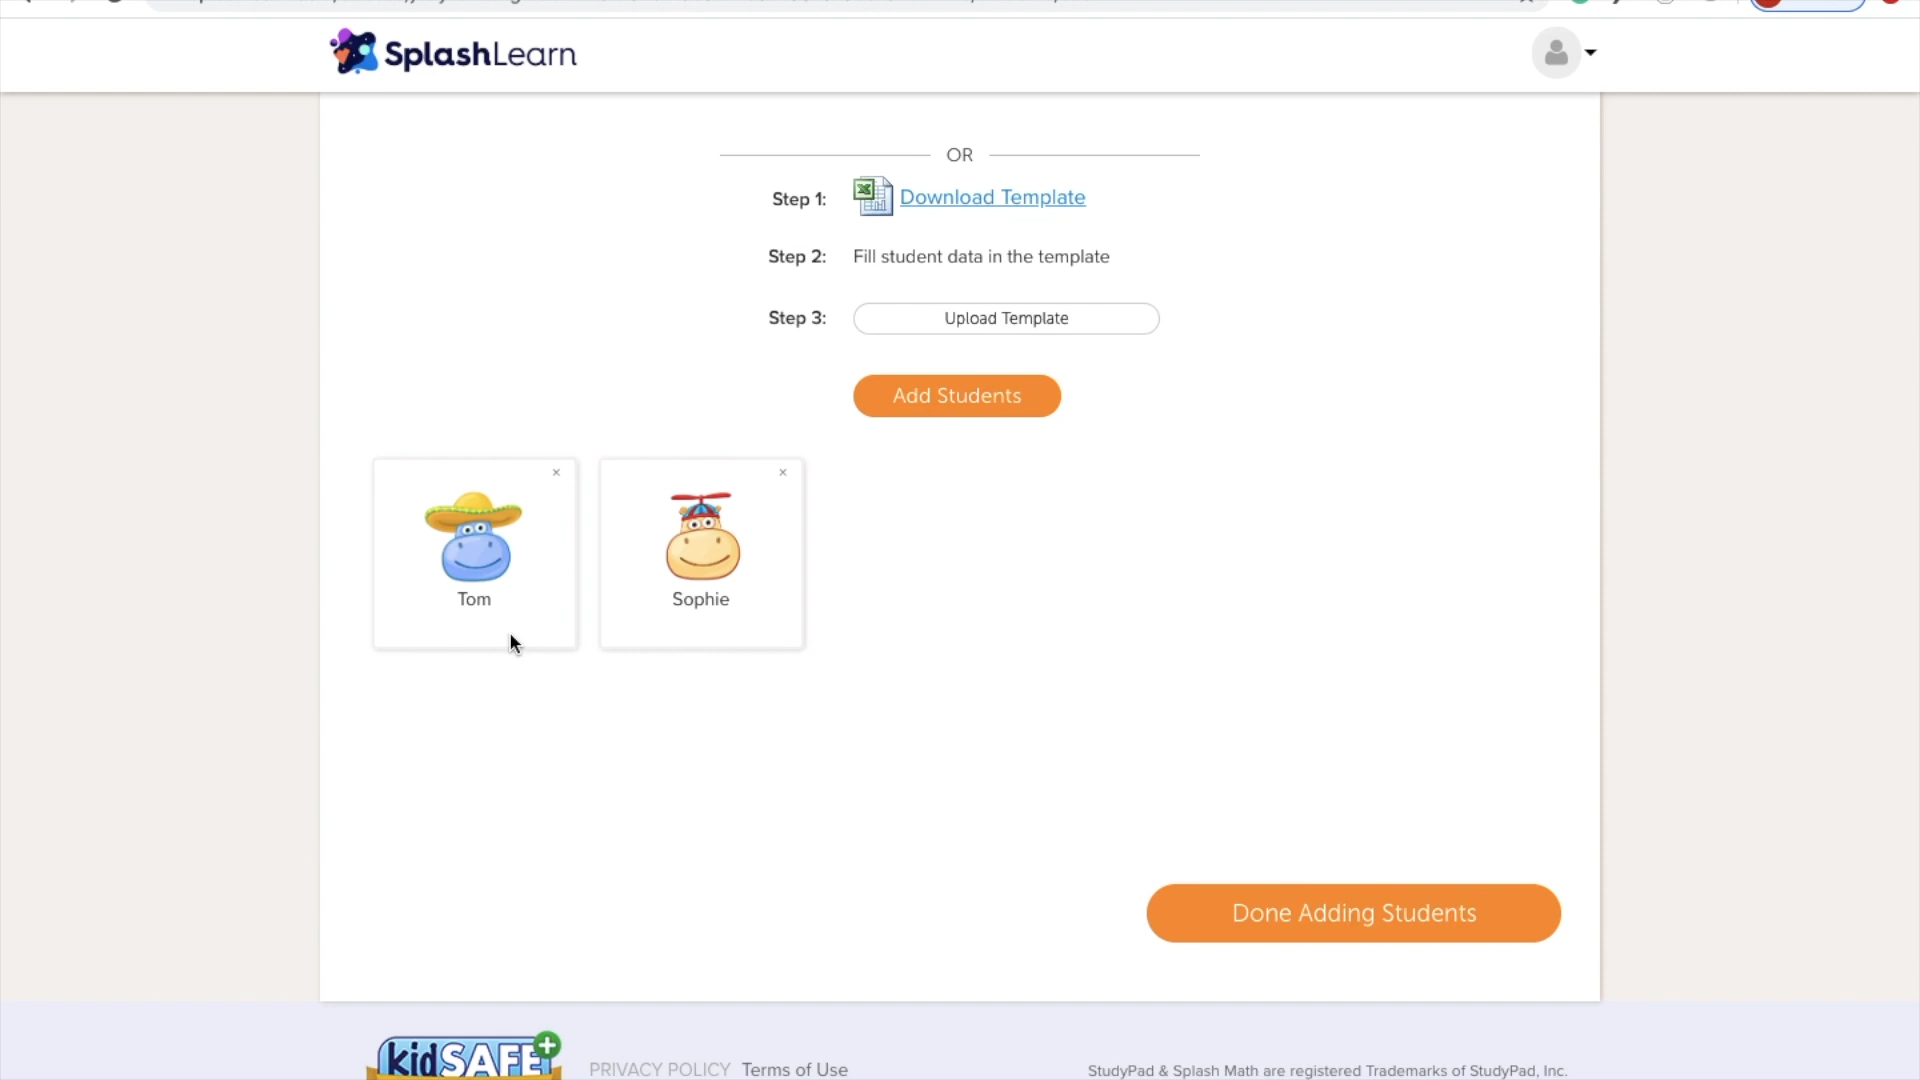 SplashLearn
OR
Step 1: Download Template
Step 2: Fill student data in the template
Step 3: Upload Template
Add Students
× ×
Tom Sophie
Done Adding Students
kidSAFE +
PRIVACY POLICY Terms of Use StudyPad & Splash Math are registered Trademarks of StudyPad, Inc.